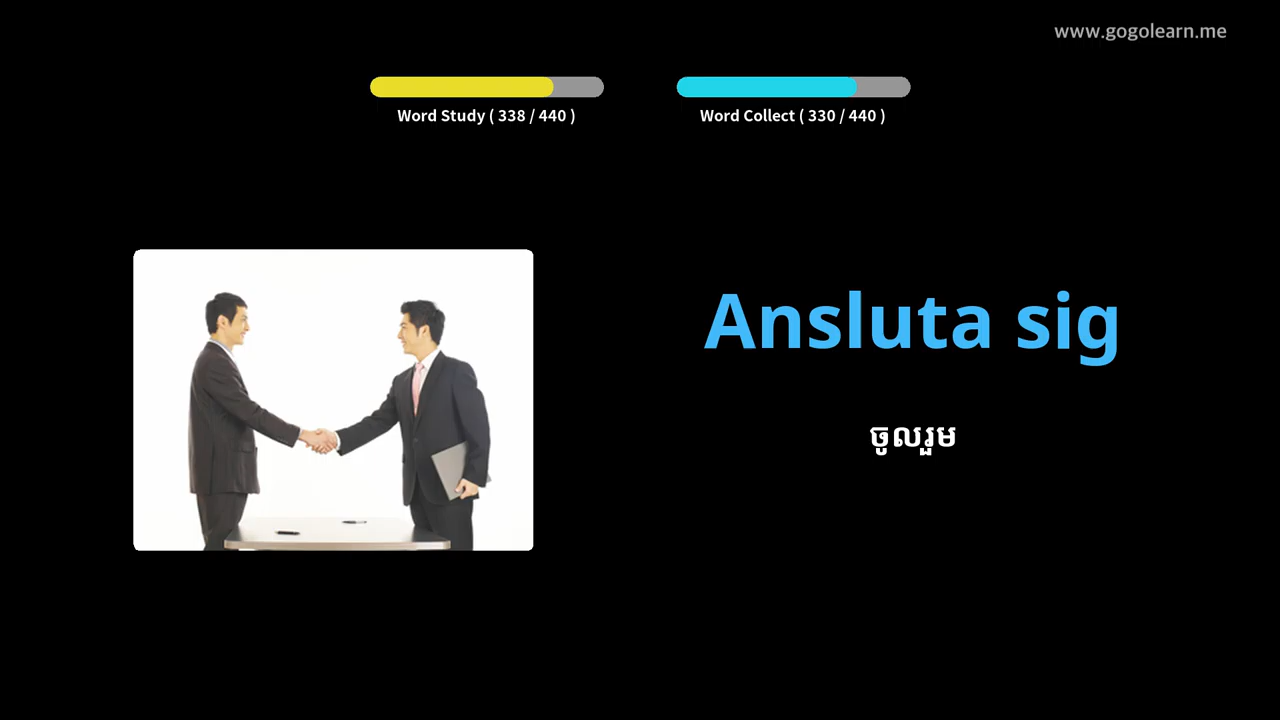 www.gogolearn.me
Word Study ( 338 / 440 )
Word Collect ( 330 / 440 )
Ansluta sig
ចូលរួម